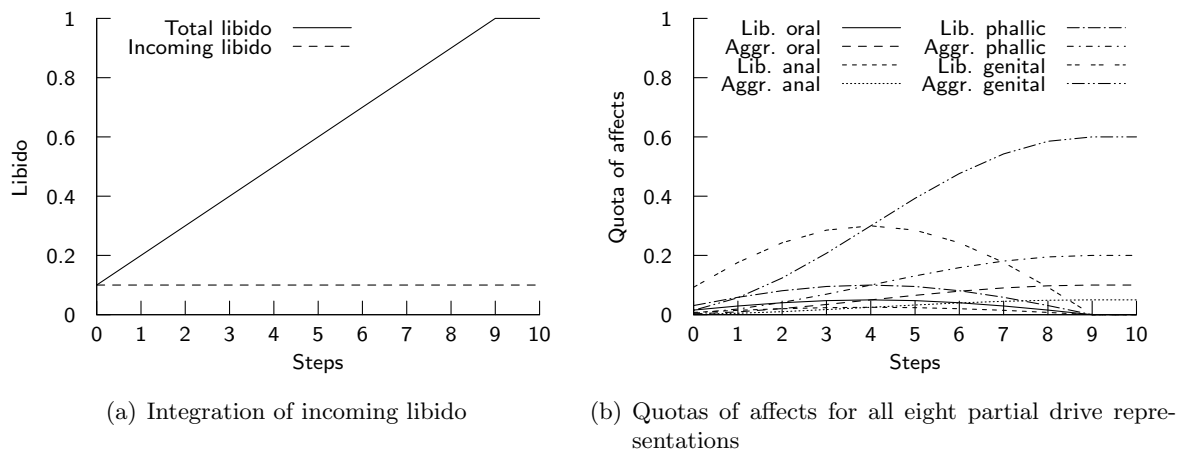 Total libido
Incoming libido
1
0.8
0.6
0.4
0.2
0
Libido
0 1 2 3 4 5 6 7 8 9 10
Steps
(a) Integration of incoming libido
Lib. oral
Aggr. oral
Lib. anal
Aggr. anal
Lib. phallic
Aggr. phallic
Lib. genital
Aggr. genital
1
0.8
0.6
0.4
0.2
0
Quota of affects
0 1 2 3 4 5 6 7 8 9 10
Steps
(b) Quotas of affects for all eight partial drive repre-
sentations